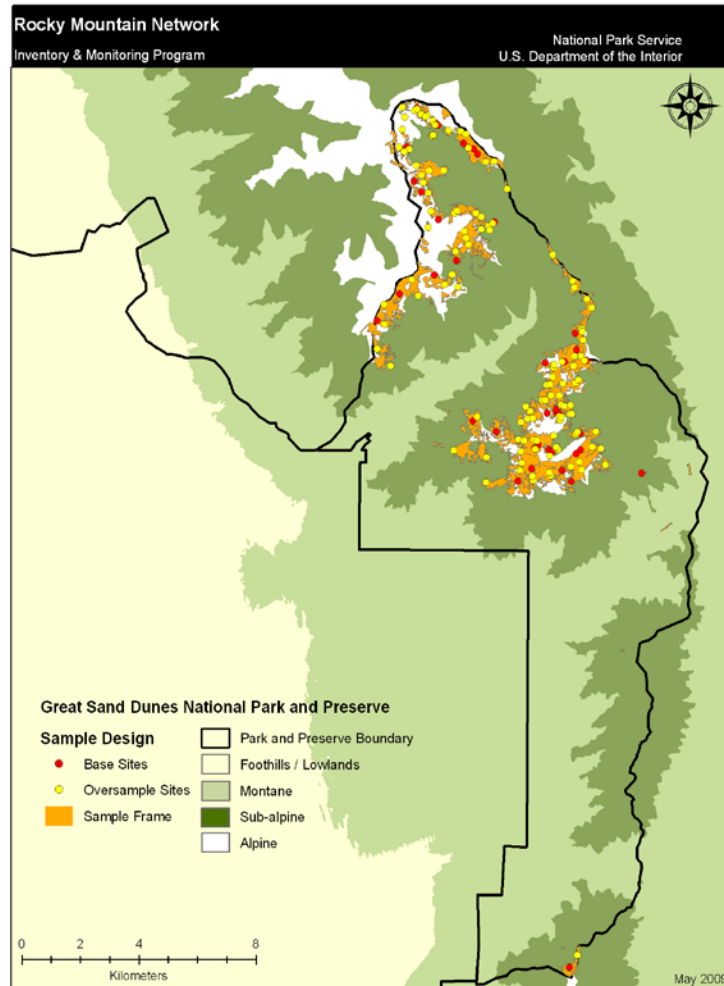 Rocky Mountain Network
Inventory & Monitoring Program
National Park Service
U.S. Department of the Interior
Great Sand Dunes National Park and Preserve
Sample Design
Base Sites
Oversample Sites
Sample Frame
Park and Preserve Boundary
Foothills / Lowlands
Montane
Sub-alpine
Alpine
0 2 4 8
Kilometers
May 2009